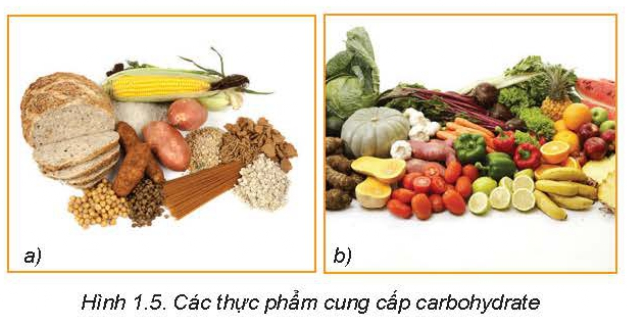 a)
b)
Hình 1.5. Các thực phẩm cung cấp carbohydrate